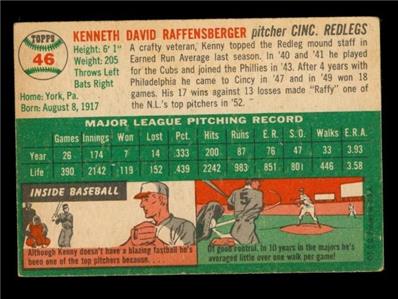 TOPPS
46
KENNETH DAVID RAFFENSBERGER pitcher CINC. REDLEGS
Height: 6' 1"
Weight: 205
Throws Left
Bats Right
Home: York, Pa.
Born: August 8, 1917
A crafty veteran, Kenny topped the Redleg mound staff in
Earned Run Average last season. In '40 and '41 he played
for the Cubs and joined the Phillies in '43. After 4 years with
Philadelphia he came to Cincy in '47 and in '49 won 18
games. His 17 wins against 13 losses made "Raffy" one
of the N.L.'s top pitchers in '52.
MAJOR LEAGUE PITCHING RECORD
Games Innings Won Lost Pct. Hits Runs E.R. S.O. Walks E.R.A.
Year 26 174 7 14 .333 200 87 76 47 33 3.93
Life 390 2142 119 152 .439 2247 994 853 801 446 3.58
INSIDE BASEBALL
Although Kenny doesn't have a blazing fastball he's
been one of the top pitchers because. . . .
5
Of good control. In 10 years in the majors he's
averaged little over one walk per game!